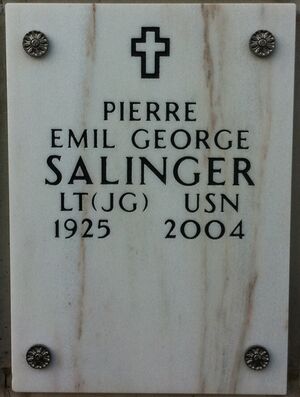 PIERRE
EMIL GEORGE
SALINGER
LT(JG) USN
1925 2004